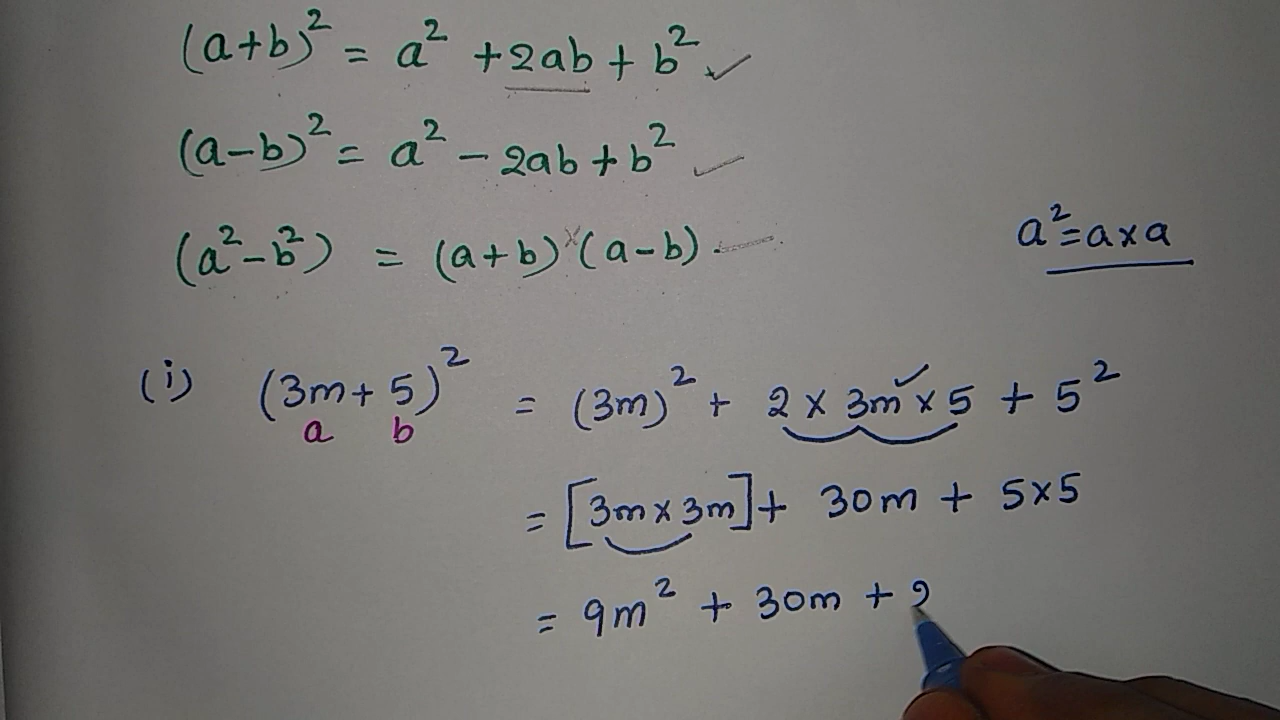 (a+b)² = a² + 2ab + b² ✓
(a-b)² = a² - 2ab + b² ✓
(a²-b²) = (a+b)×(a-b).
a²=a×a
(i) (3m+5)² = (3m)² + 2 × 3m × 5 + 5²
a b
= [3m×3m] + 30m + 5×5
= 9m² + 30m +